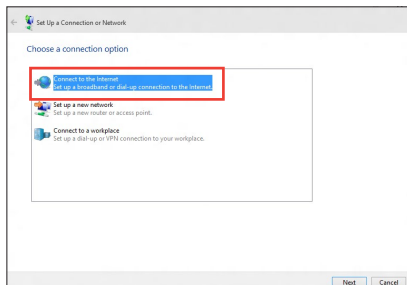 Set Up a Connection or Network
Choose a connection option
Connect to the Internet
Set up a broadband or dial-up connection to the Internet.
Set up a new network
Set up a new router or access point.
Connect to a workplace
Set up a dial-up or VPN connection to your workplace.
Next Cancel